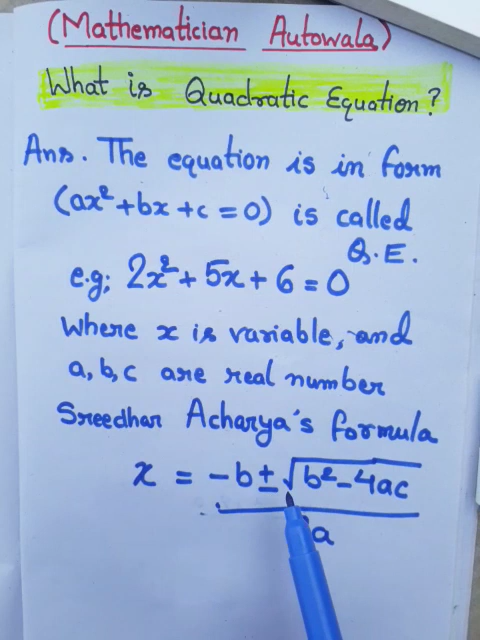 (Mathematician Autowala)
What is Quadratic Equation?
Ans. The equation is in form
(ax²+bx+c=0) is called
Q.E.
e.g; 2x²+5x+6=0
where x is variable, and
a, b, c are real number
Sreedhar Acharya's formula
x = -b±√b²-4ac
a